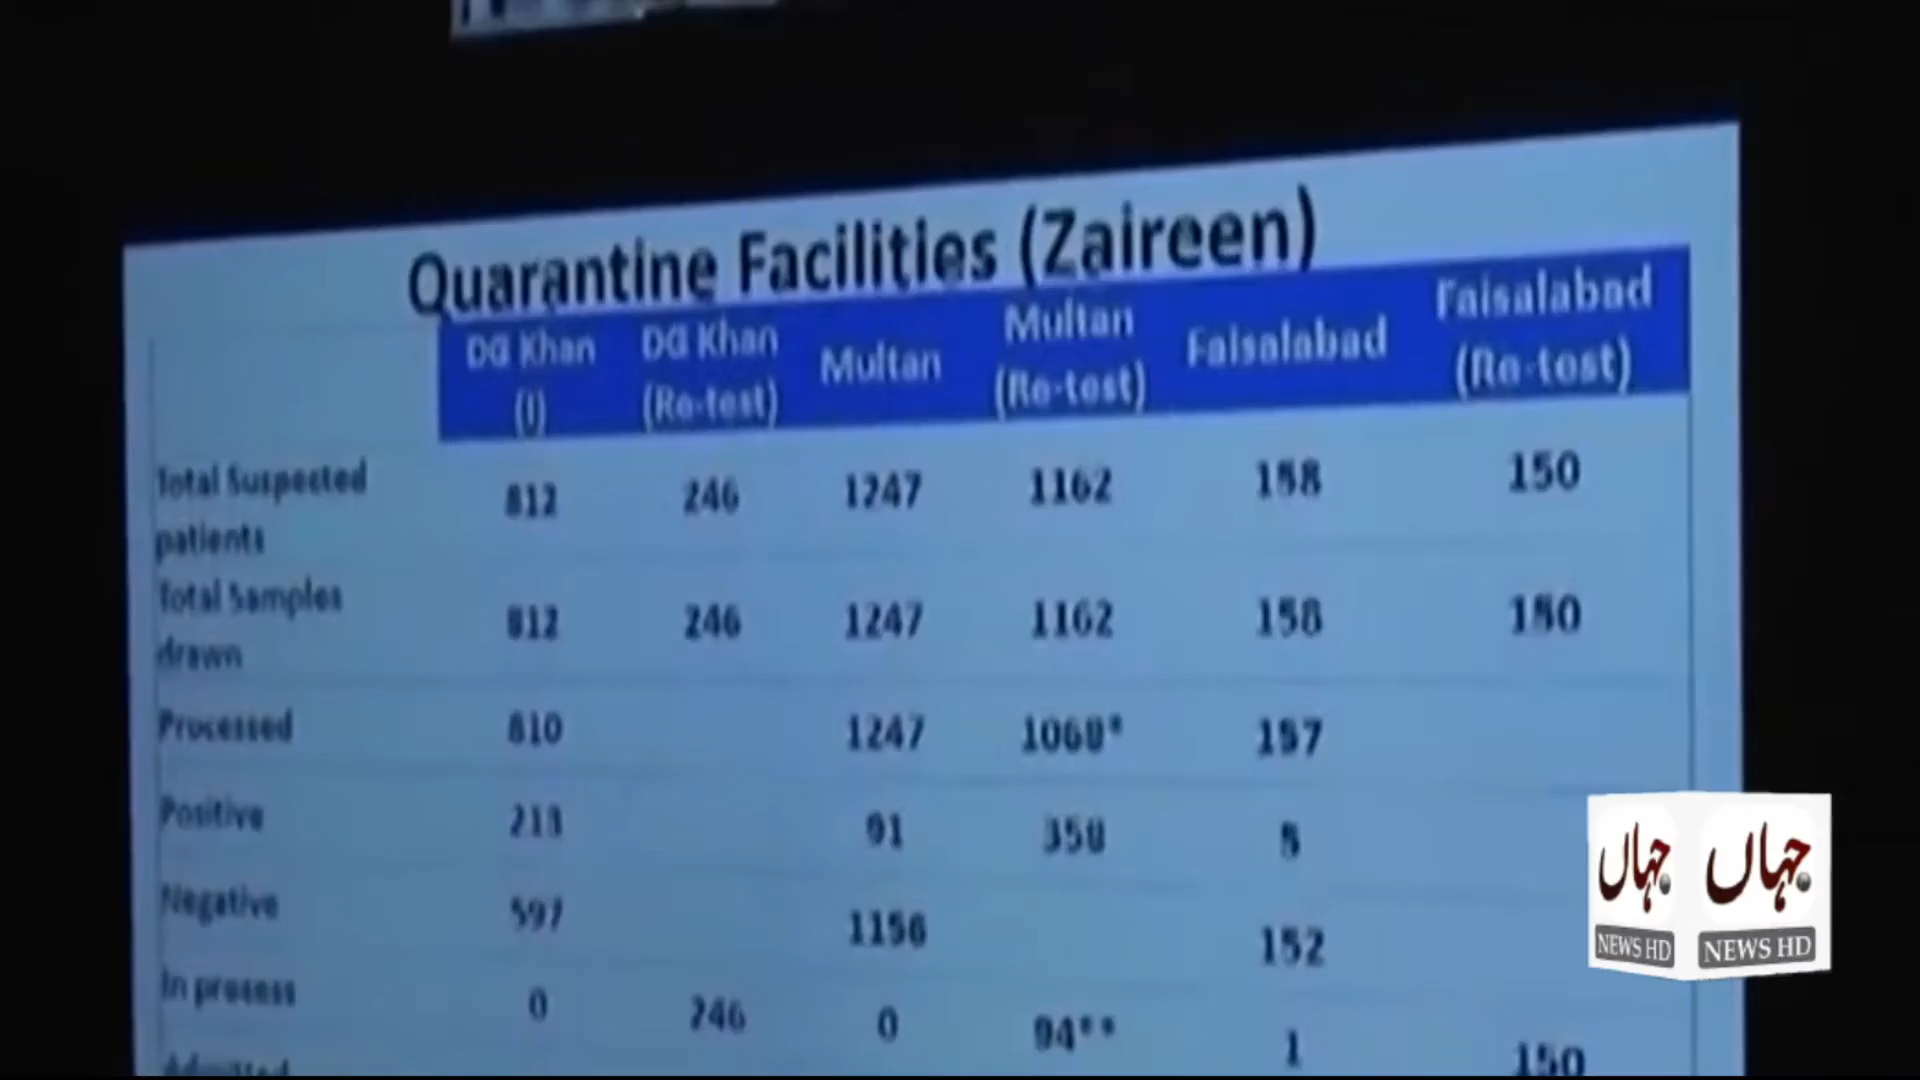 Quarantine Facilities (Zaireen)
DG Khan (I) DG Khan (Re-test) Multan Multan (Re-test) Faisalabad Faisalabad (Re-test)
Total Suspected patients 812 246 1247 1162 158 150
Total Samples drawn 812 246 1247 1162 158 150
Processed 810 1247 1068* 157
Positive 213 91 358 5
Negative 597 1156 152
In process 0 246 0 94** 1 150
Admitted
جہاں جہاں
NEWS HD NEWS HD